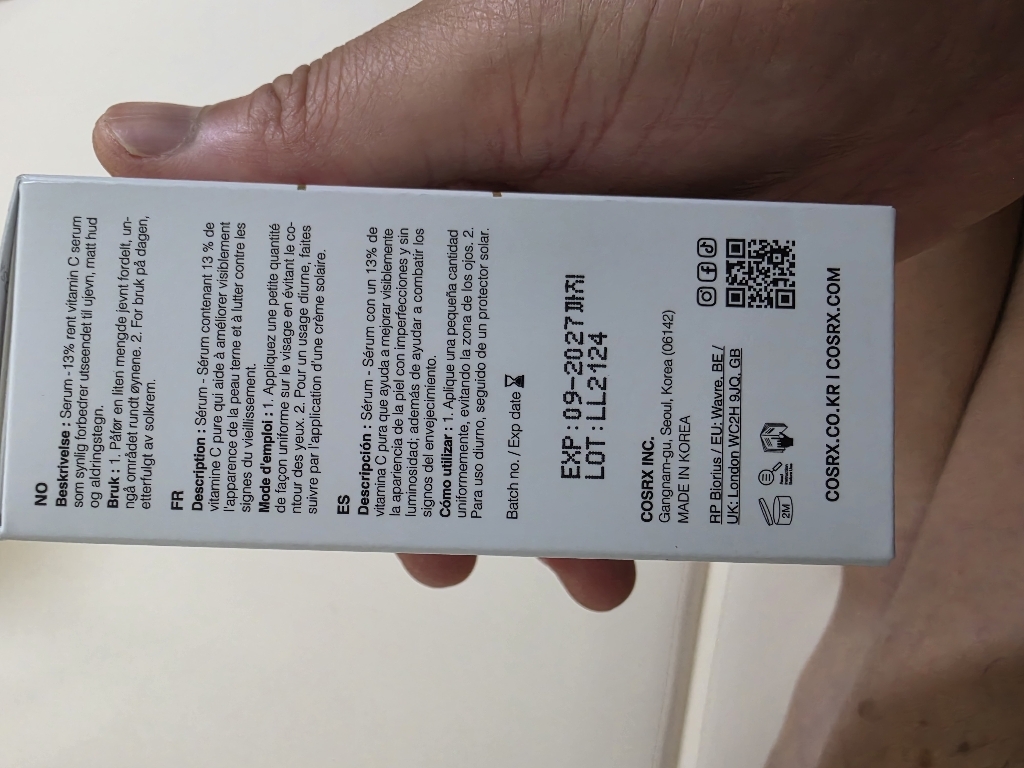 NO
Beskrivelse : Serum - 13% rent vitamin C serum
som synlig forbedrer utseendet til ujevn, matt hud
og aldringstegn.
Bruk : 1. Påfør en liten mengde jevnt fordelt, un-
ngå området rundt øynene. 2. For bruk på dagen,
etterfulgt av solkrem.
FR
Description : Sérum - Sérum contenant 13 % de
vitamine C pure qui aide à améliorer visiblement
l'apparence de la peau terne et à lutter contre les
signes du vieillissement.
Mode d'emploi : 1. Appliquez une petite quantité
de façon uniforme sur le visage en évitant le co-
ntour des yeux. 2. Pour un usage diurne, faites
suivre par l'application d'une crème solaire.
ES
Descripción : Sérum - Sérum con un 13% de
vitamina C pura que ayuda a mejorar visiblemente
la apariencia de la piel con imperfecciones y sin
luminosidad; además de ayudar a combatir los
signos del envejecimiento.
Cómo utilizar : 1. Aplique una pequeña cantidad
uniformemente, evitando la zona de los ojos. 2.
Para uso diurno, seguido de un protector solar.
Batch no. / Exp date
EXP : 09-2027까지
LOT : LL2124
COSRX INC.
Gangnam-gu, Seoul, Korea (06142)
MADE IN KOREA
RP Biorius / EU: Wavre, BE /
UK: London WC2H 9JQ, GB
2M
COSRX.CO.KR I COSRX.COM